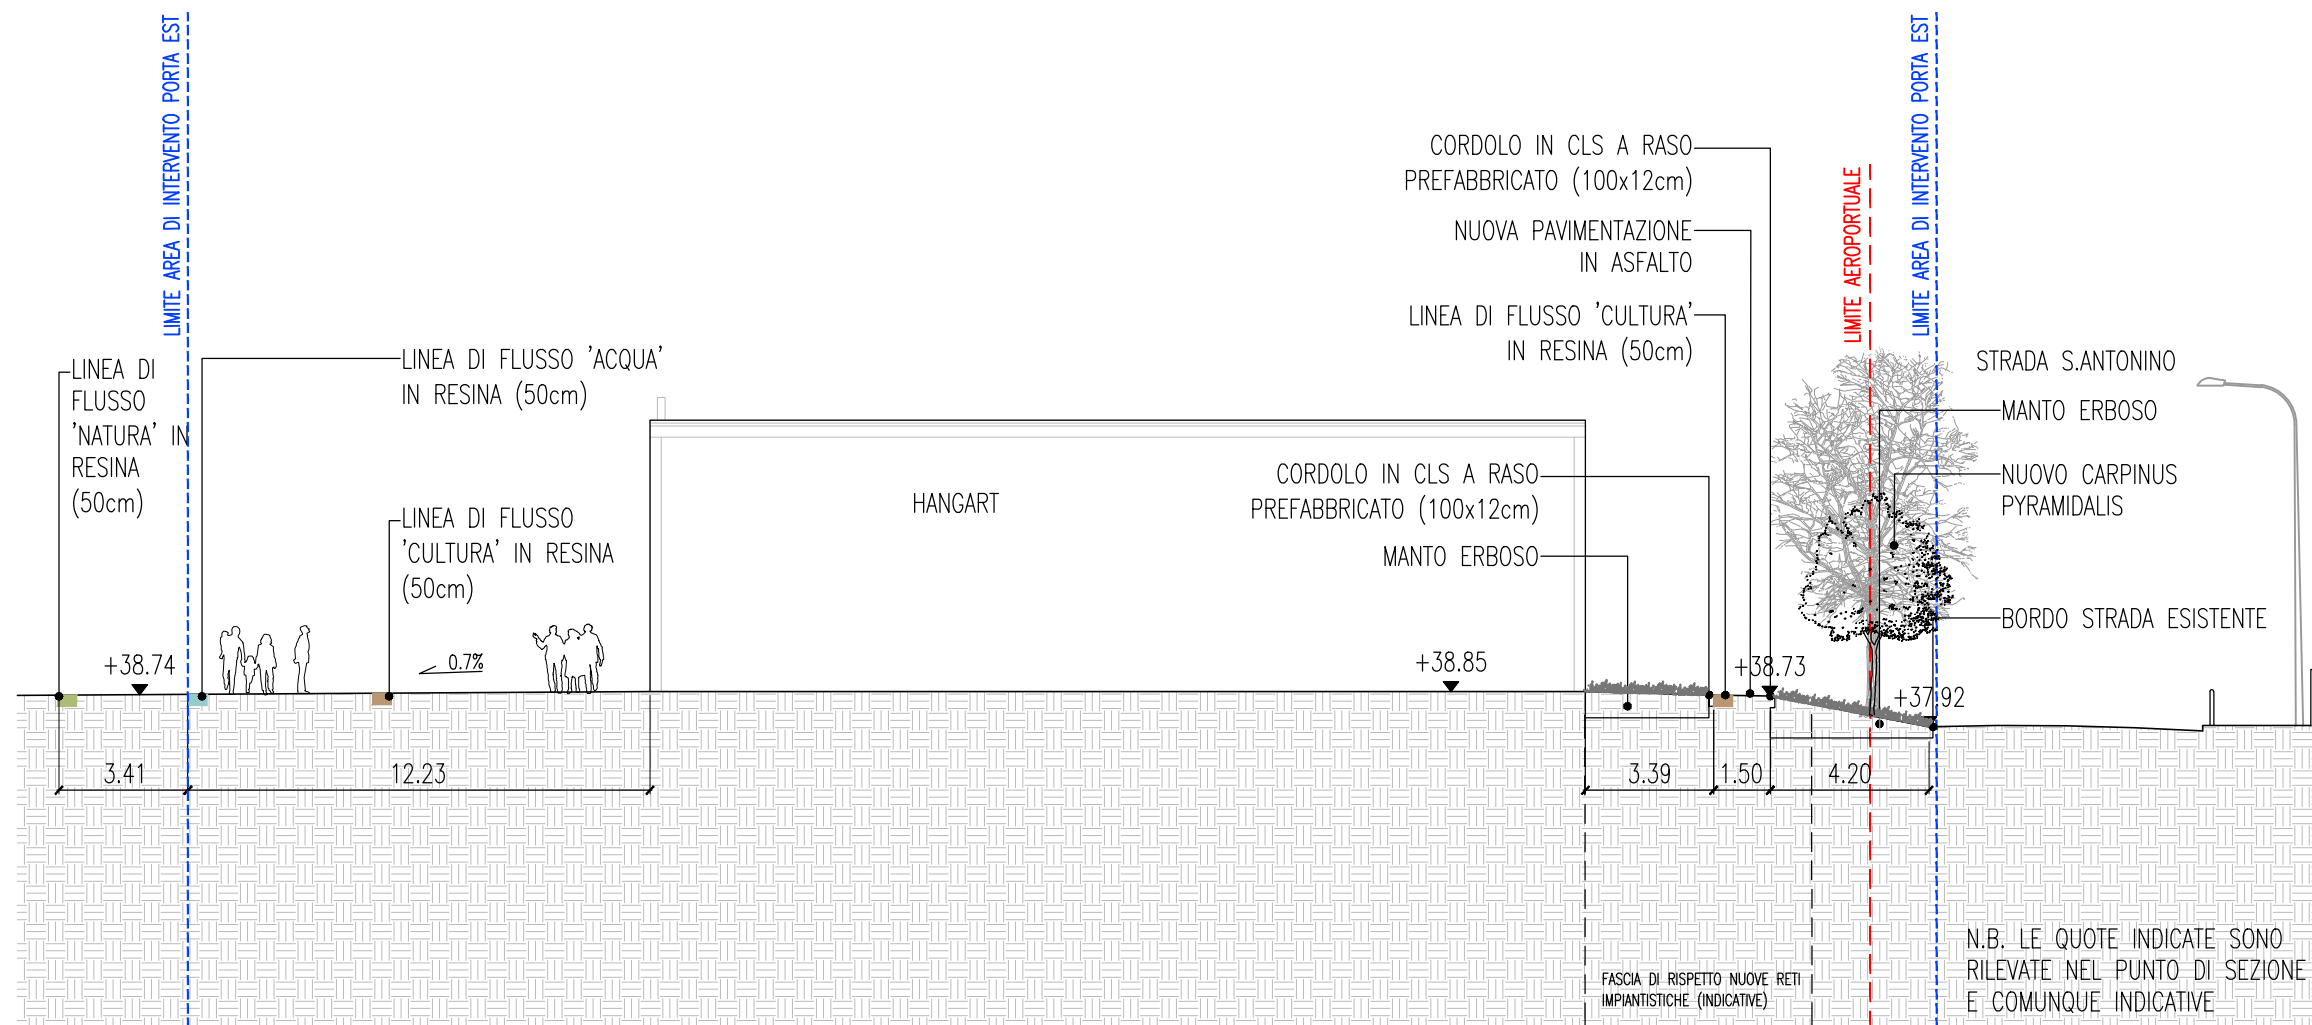 LIMITE AREA DI INTERVENTO PORTA EST
LINEA DI
FLUSSO
'NATURA' IN
RESINA
(50cm)
LINEA DI FLUSSO 'ACQUA'
IN RESINA (50cm)
LINEA DI FLUSSO
'CULTURA' IN RESINA
(50cm)
+38.74
0.7%
HANGART
+38.85
CORDOLO IN CLS A RASO
PREFABBRICATO (100x12cm)
NUOVA PAVIMENTAZIONE
IN ASFALTO
LINEA DI FLUSSO 'CULTURA'
IN RESINA (50cm)
CORDOLO IN CLS A RASO
PREFABBRICATO (100x12cm)
MANTO ERBOSO
+38.73
LIMITE AEROPORTUALE
LIMITE AREA DI INTERVENTO PORTA EST
STRADA S.ANTONINO
MANTO ERBOSO
NUOVO CARPINUS
PYRAMIDALIS
BORDO STRADA ESISTENTE
+37.92
3.41
12.23
3.39
1.50
4.20
FASCIA DI RISPETTO NUOVE RETI
IMPIANTISTICHE (INDICATIVE)
N.B. LE QUOTE INDICATE SONO
RILEVATE NEL PUNTO DI SEZIONE
E COMUNQUE INDICATIVE